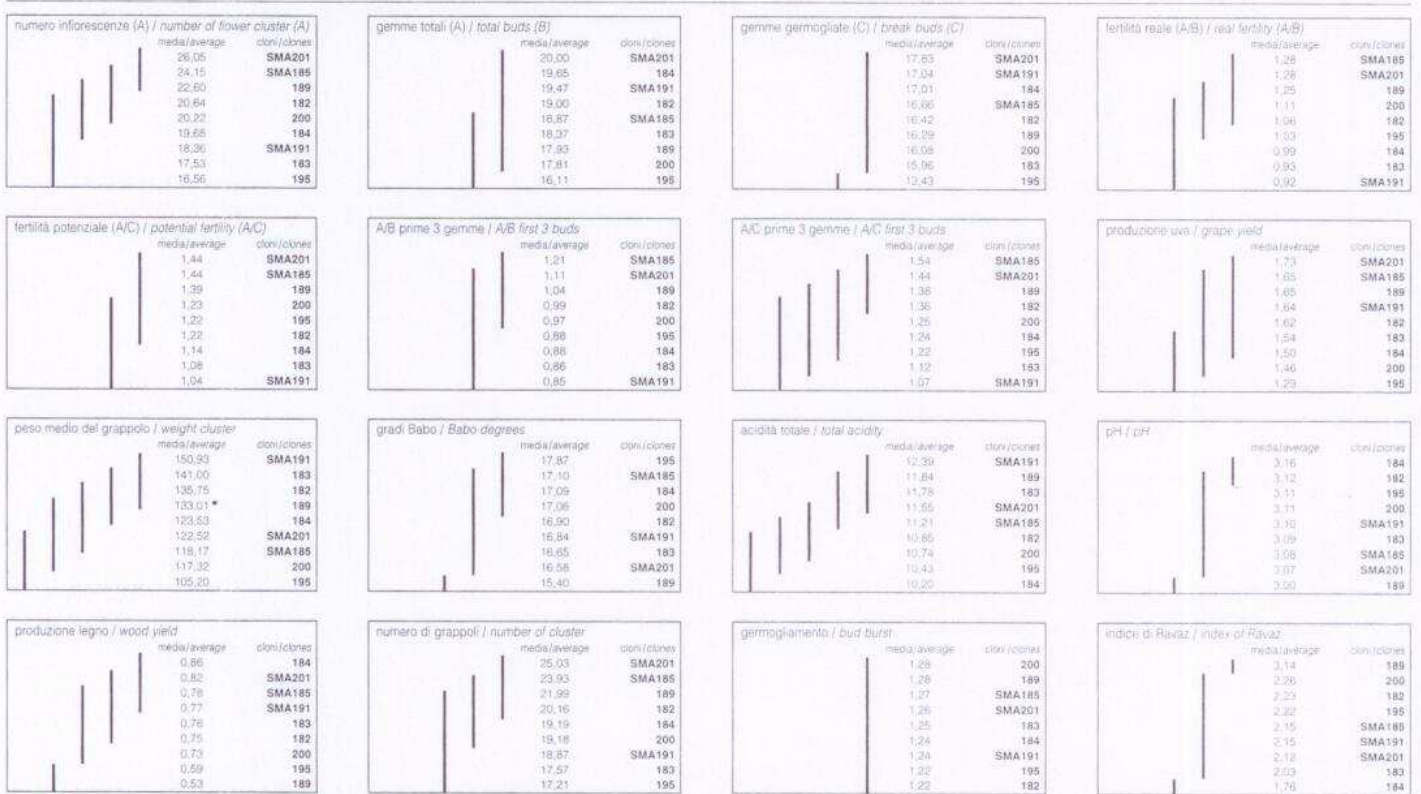 numero infiorescenze (A) / number of flower cluster (A)
media/average cloni/clones
26,05 SMA201
24,15 SMA185
22,60 189
20,64 182
20,22 200
19,68 184
18,36 SMA191
17,53 183
16,56 195
gemme totali (A) / total buds (B)
media/average cloni/clones
20,00 SMA201
19,65 184
19,47 SMA191
19,00 182
18,87 SMA185
18,37 183
17,93 189
17,81 200
16,11 195
gemme germogliate (C) / break buds (C)
media/average cloni/clones
17,63 SMA201
17,04 SMA191
17,01 184
16,66 SMA185
16,42 182
16,29 189
16,08 200
15,96 183
13,43 195
fertilità reale (A/B) / real fertility (A/B)
media/average cloni/clones
1,28 SMA185
1,28 SMA201
1,25 189
1,11 200
1,06 182
1,03 195
0,99 184
0,93 183
0,92 SMA191
fertilità potenziale (A/C) / potential fertility (A/C)
media/average cloni/clones
1,44 SMA201
1,44 SMA185
1,39 189
1,23 200
1,22 195
1,22 182
1,14 184
1,08 183
1,04 SMA191
A/B prime 3 gemme / A/B first 3 buds
media/average cloni/clones
1,21 SMA185
1,11 SMA201
1,04 189
0,99 182
0,97 200
0,88 195
0,88 184
0,86 183
0,85 SMA191
A/C prime 3 gemme / A/C first 3 buds
media/average cloni/clones
1,54 SMA185
1,44 SMA201
1,36 189
1,36 182
1,25 200
1,24 184
1,22 195
1,12 183
1,07 SMA191
produzione uva / grape yield
media/average cloni/clones
1,73 SMA201
1,65 SMA185
1,65 189
1,64 SMA191
1,62 182
1,54 183
1,50 184
1,46 200
1,29 195
peso medio del grappolo / weight cluster
media/average cloni/clones
150,93 SMA191
141,00 183
135,75 182
133,01 * 189
123,53 184
122,52 SMA201
118,17 SMA185
117,32 200
105,20 195
gradi Babo / Babo degrees
media/average cloni/clones
17,87 195
17,10 SMA185
17,09 184
17,06 200
16,90 182
16,84 SMA191
16,65 183
16,58 SMA201
15,40 189
acidità totale / total acidity
media/average cloni/clones
12,39 SMA191
11,84 189
11,78 183
11,55 SMA201
11,21 SMA185
10,85 182
10,74 200
10,43 195
10,20 184
pH / pH
media/average cloni/clones
3,16 184
3,12 182
3,11 195
3,11 200
3,10 SMA191
3,09 183
3,08 SMA185
3,07 SMA201
3,00 189
produzione legno / wood yield
media/average cloni/clones
0,86 184
0,82 SMA201
0,78 SMA185
0,77 SMA191
0,76 183
0,75 182
0,73 200
0,59 195
0,53 189
numero di grappoli / number of cluster
media/average cloni/clones
25,03 SMA201
23,93 SMA185
21,99 189
20,16 182
19,19 184
19,18 200
18,87 SMA191
17,57 183
17,21 195
germogliamento / bud burst
media/average cloni/clones
1,28 200
1,28 189
1,27 SMA185
1,26 SMA201
1,25 183
1,24 184
1,24 SMA191
1,22 195
1,22 182
indice di Ravaz / index of Ravaz
media/average cloni/clones
3,14 189
2,26 200
2,23 182
2,22 195
2,15 SMA185
2,15 SMA191
2,12 SMA201
2,03 183
1,76 184